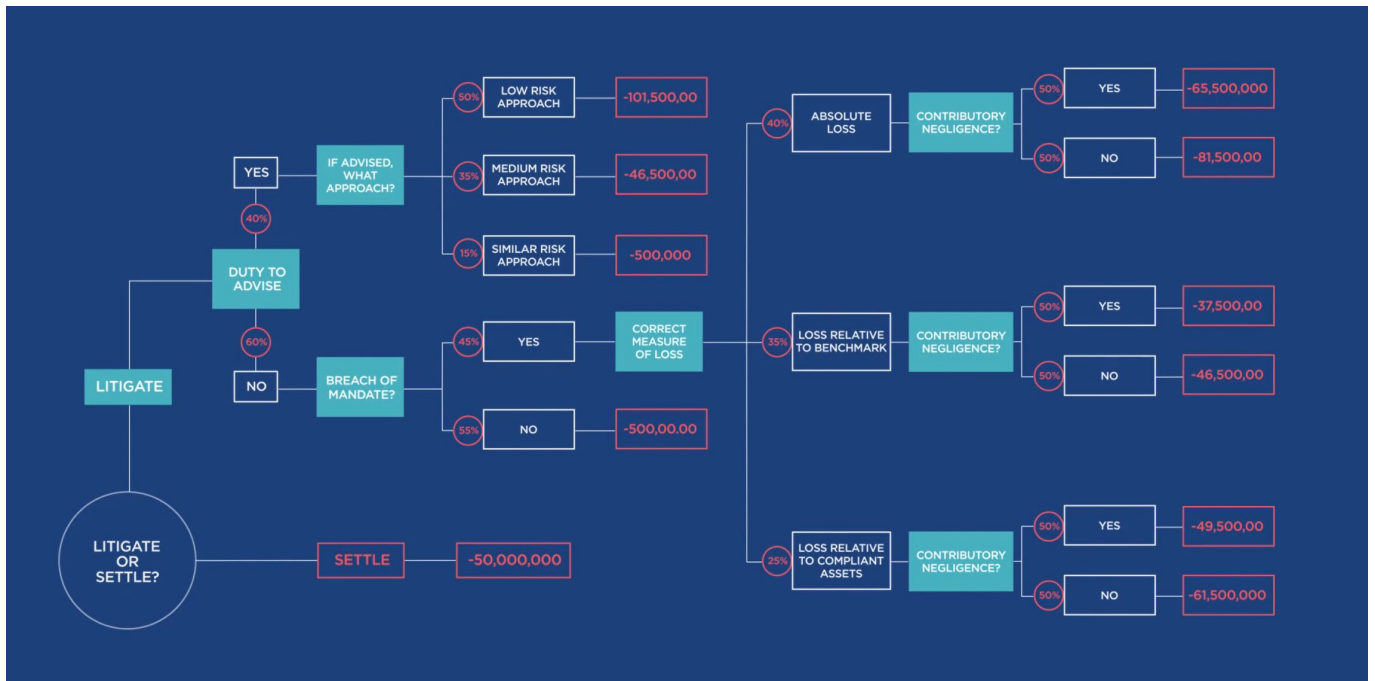 LITIGATE
OR
SETTLE?
SETTLE
-50,000,000
LITIGATE
DUTY TO
ADVISE
40%
YES
IF ADVISED,
WHAT
APPROACH?
50%
LOW RISK
APPROACH
-101,500,00
35%
MEDIUM RISK
APPROACH
-46,500,00
15%
SIMILAR RISK
APPROACH
-500,000
60%
NO
BREACH OF
MANDATE?
45%
YES
CORRECT
MEASURE
OF LOSS
55%
NO
-500,00.00
40%
ABSOLUTE
LOSS
CONTRIBUTORY
NEGLIGENCE?
50%
YES
-65,500,000
50%
NO
-81,500,00
35%
LOSS RELATIVE
TO BENCHMARK
CONTRIBUTORY
NEGLIGENCE?
50%
YES
-37,500,00
50%
NO
-46,500,00
25%
LOSS RELATIVE
TO COMPLIANT
ASSETS
CONTRIBUTORY
NEGLIGENCE?
50%
YES
-49,500,00
50%
NO
-61,500,000